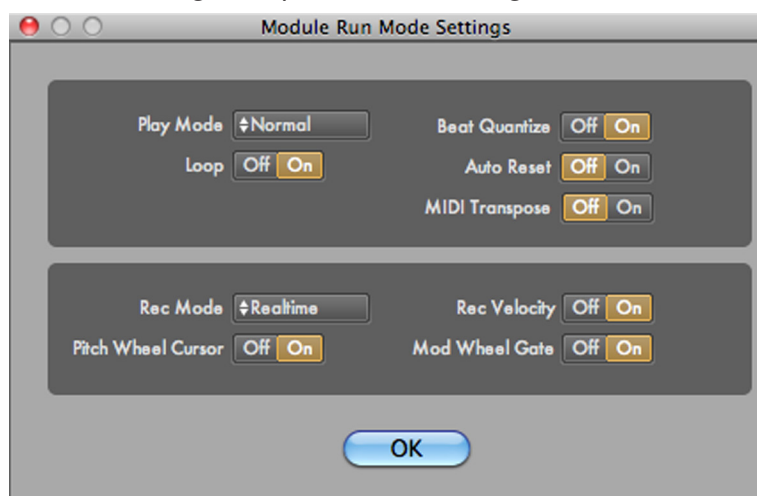 Module Run Mode Settings
Play Mode Normal Beat Quantize Off On
Loop Off On Auto Reset Off On
MIDI Transpose Off On
Rec Mode Realtime Rec Velocity Off On
Pitch Wheel Cursor Off On Mod Wheel Gate Off On
OK